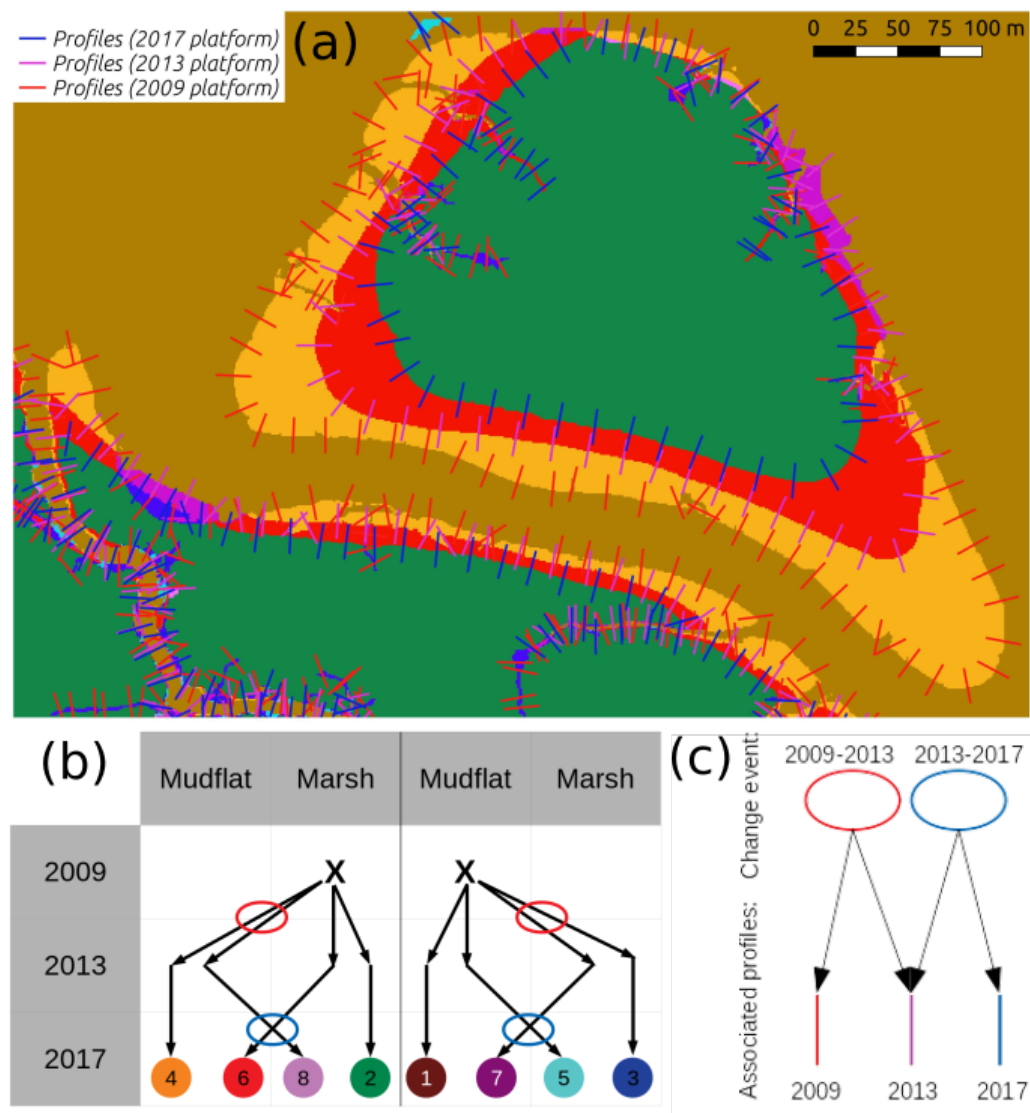 Profiles (2017 platform)
Profiles (2013 platform)
Profiles (2009 platform)
(a)
0 25 50 75 100 m
(b)
Mudflat Marsh Mudflat Marsh
2009
X X
2013
2017
4 6 8 2 1 7 5 3
(c)
Change event:
2009-2013 2013-2017
Associated profiles:
2009 2013 2017